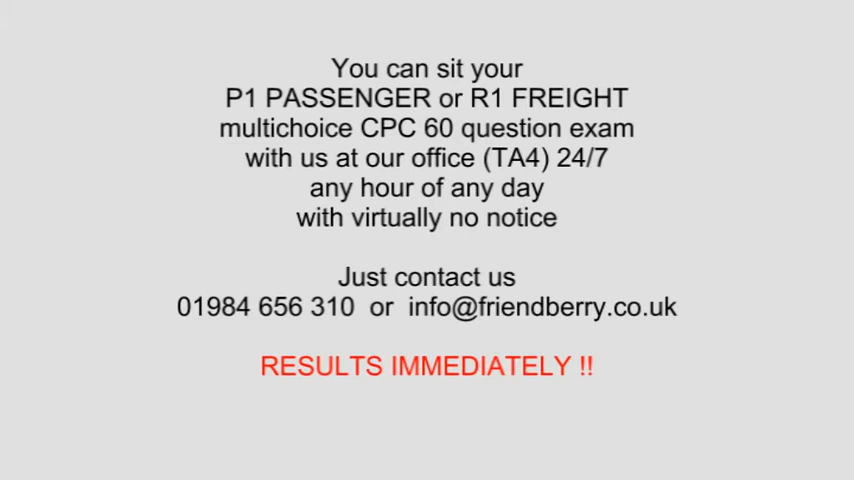 You can sit your
P1 PASSENGER or R1 FREIGHT
multichoice CPC 60 question exam
with us at our office (TA4) 24/7
any hour of any day
with virtually no notice
Just contact us
01984 656 310 or info@friendberry.co.uk
RESULTS IMMEDIATELY !!